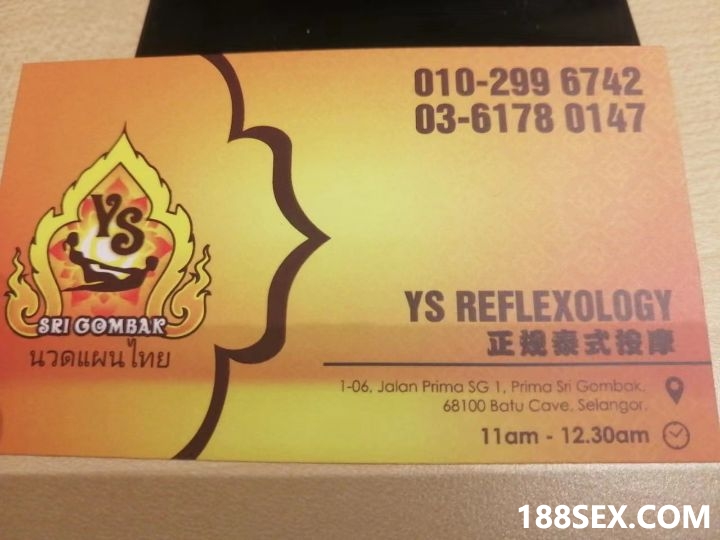 010-299 6742
03-6178 0147
YS
SRI GOMBAK
นวดแผนไทย
YS REFLEXOLOGY
正规泰式按摩
1-06, Jalan Prima SG 1, Prima Sri Gombak,
68100 Batu Cave, Selangor.
11am - 12.30am
188SEX.COM